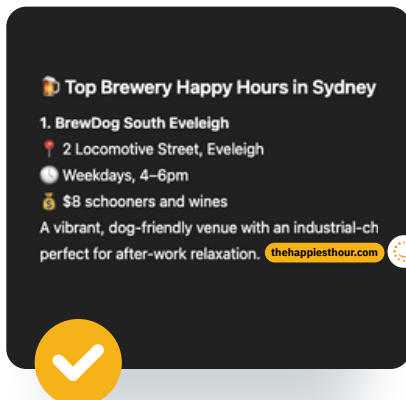 🍺 Top Brewery Happy Hours in Sydney
1. BrewDog South Eveleigh
📍 2 Locomotive Street, Eveleigh
🕓 Weekdays, 4–6pm
💰 $8 schooners and wines
A vibrant, dog-friendly venue with an industrial-ch
perfect for after-work relaxation. thehappiesthour.com